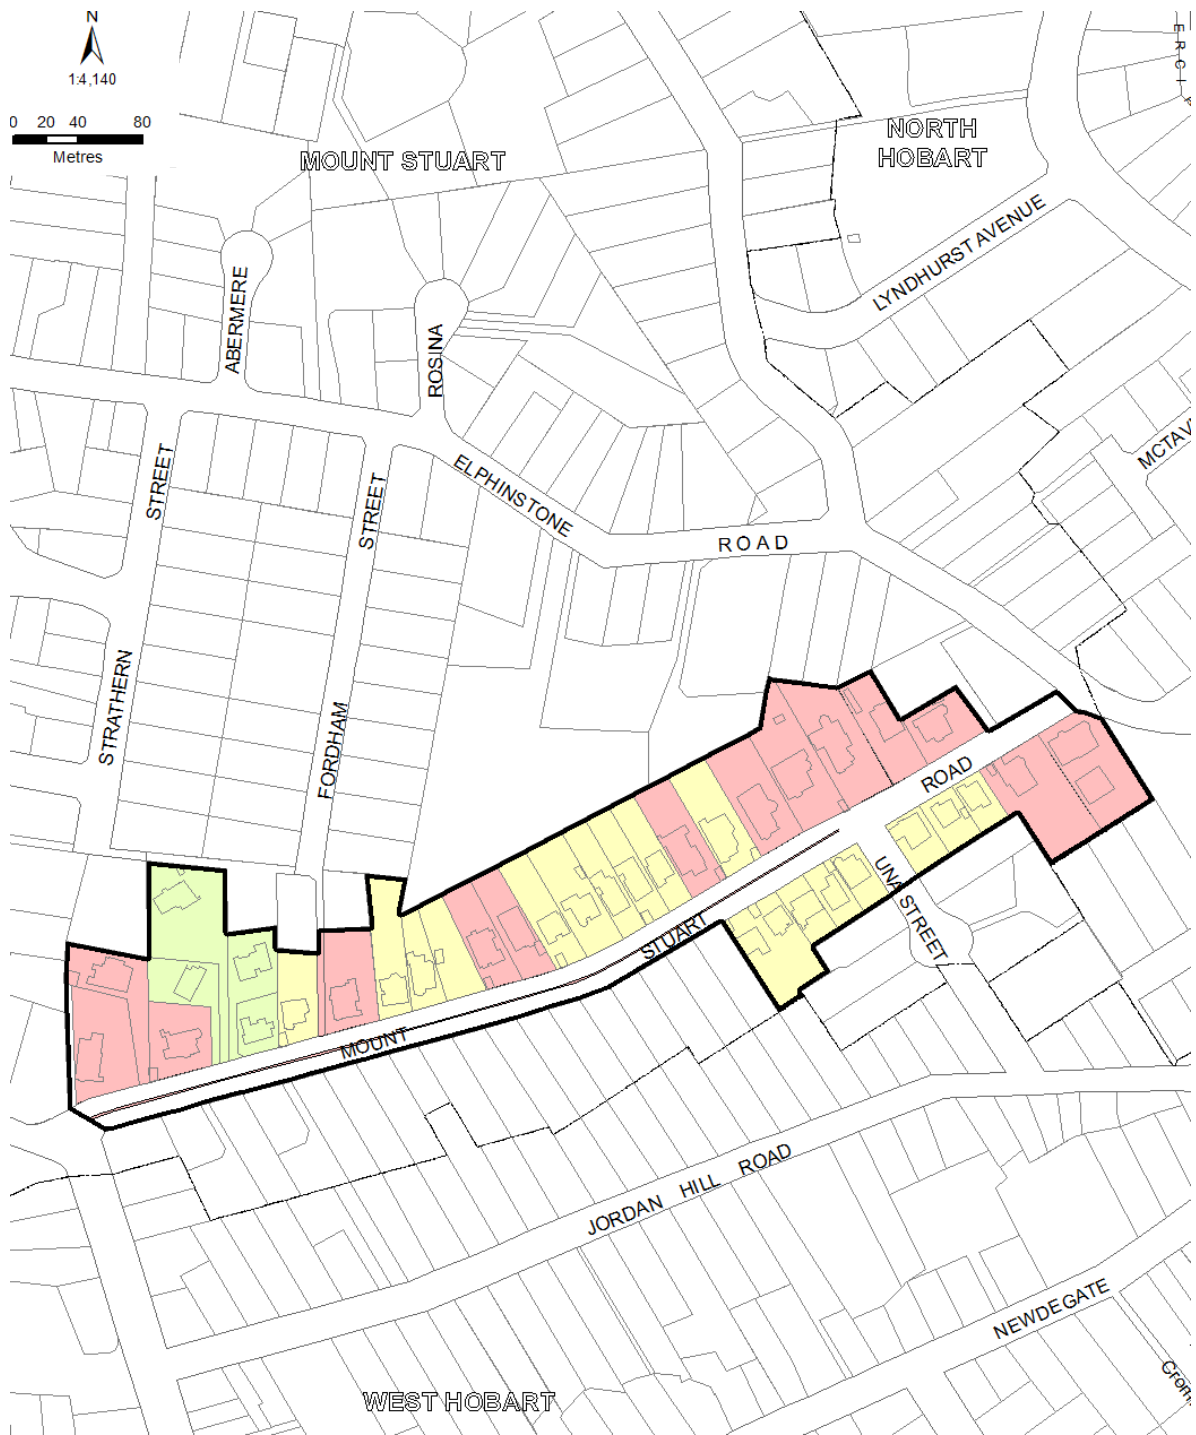 N
1:4,140
0 20 40 80
Metres
MOUNT STUART
NORTH
HOBART
LYNDHURST AVENUE
ABERMERE
ROSINA
STREET
STREET
ELPHINSTONE
ROAD
MCTAV
STRATHERN
FORDHAM
ROAD
UNA STREET
STUART
MOUNT
JORDAN HILL ROAD
NEWDEGATE
WEST HOBART
Crom